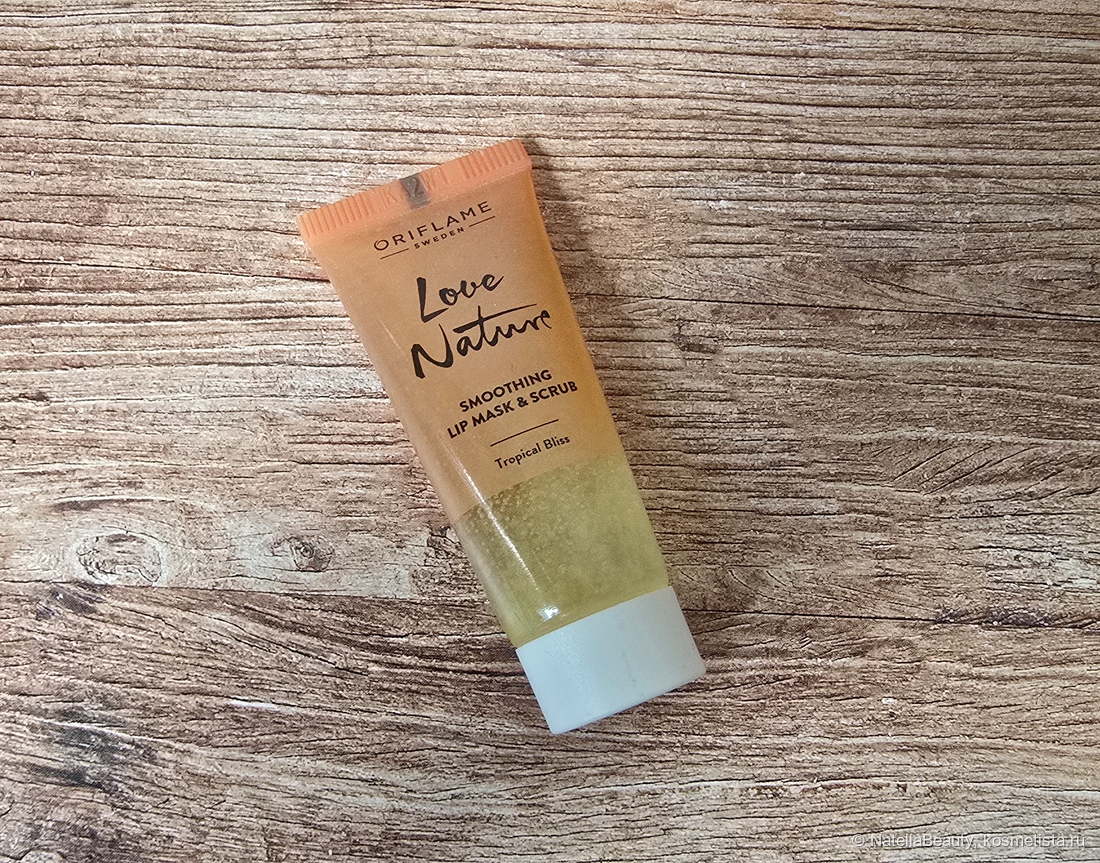 ORIFLAME
SWEDEN
Love
Nature
SMOOTHING
LIP MASK & SCRUB
Tropical Bliss
© NatellaBeauty, kosmetista.ru